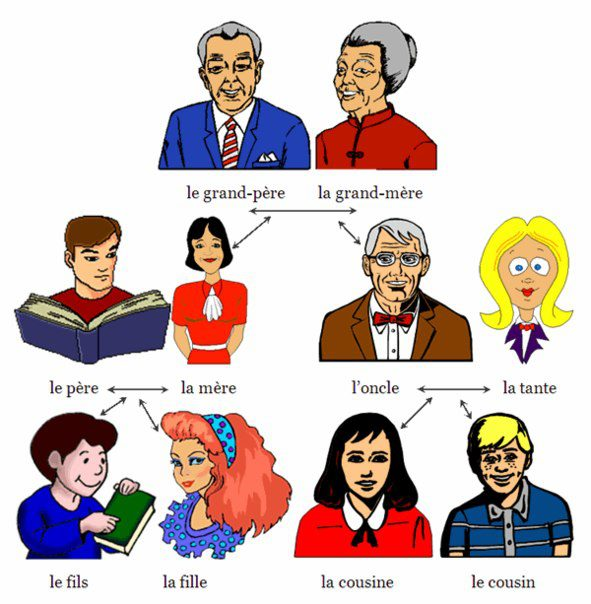 le grand-père la grand-mère
le père la mère l’oncle la tante
le fils la fille la cousine le cousin